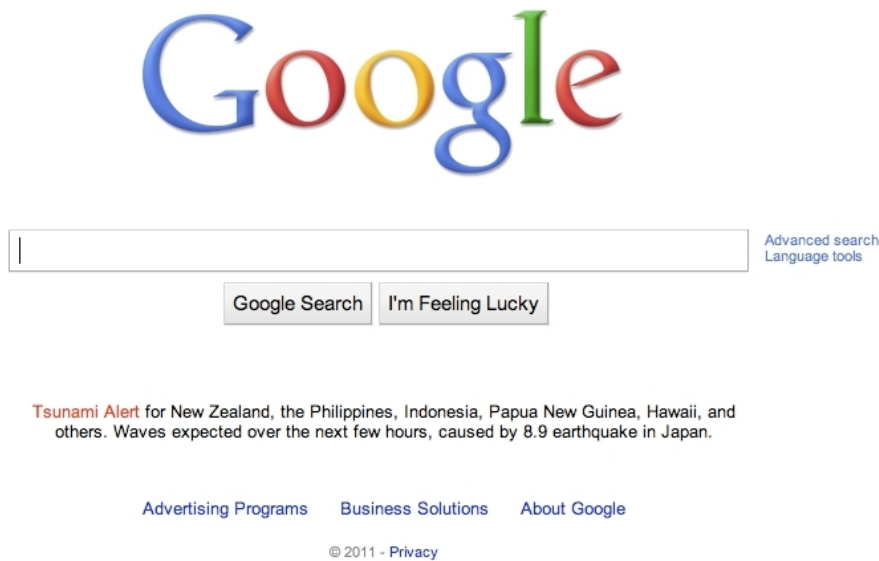 Google
Advanced search
Language tools
Google Search I'm Feeling Lucky
Tsunami Alert for New Zealand, the Philippines, Indonesia, Papua New Guinea, Hawaii, and
others. Waves expected over the next few hours, caused by 8.9 earthquake in Japan.
Advertising Programs Business Solutions About Google
© 2011 - Privacy